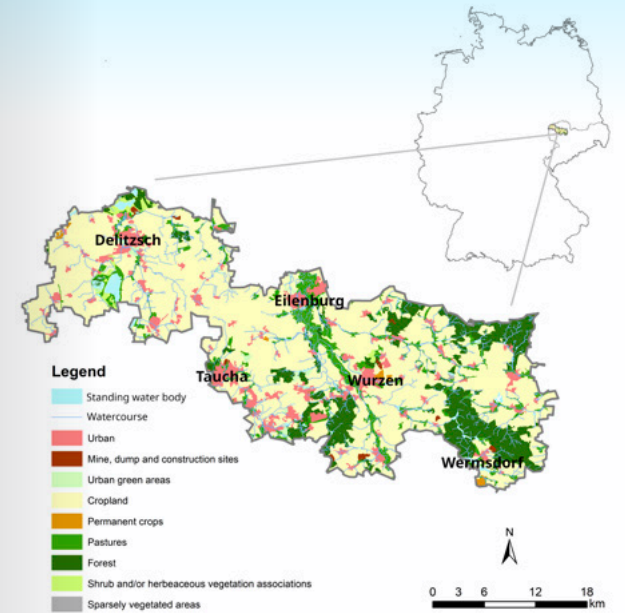 Delitzsch
Eilenburg
Taucha
Wurzen
Wermsdorf
Legend
Standing water body
Watercourse
Urban
Mine, dump and construction sites
Urban green areas
Cropland
Permanent crops
Pastures
Forest
Shrub and/or herbeaceous vegetation associations
Sparsely vegetated areas
N
0 3 6 12 18
km